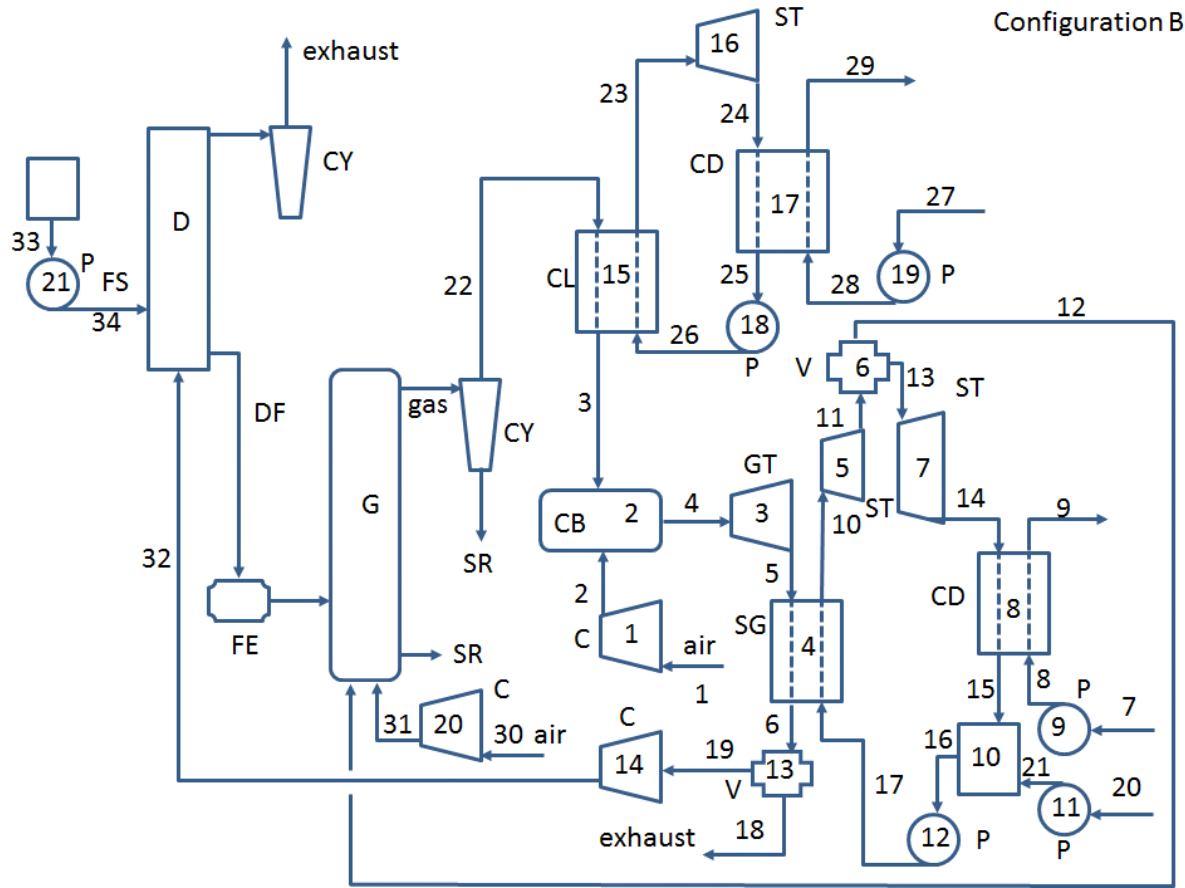 Configuration B
ST
16
exhaust
29
23
24
CY
CD
27
D
17
33
P
21
FS
34
22
CL
15
25
28
19
P
18
26
P
12
V
6
13
ST
3
11
DF
gas
CY
GT
5
7
G
CB
2
4
3
10
ST
14
9
32
SR
5
CD
8
2
SG
FE
C
1
air
4
SR
1
15
8
P
C
C
6
9
7
31
20
30 air
19
13
16
10
21
20
14
V
17
11
18
12
P
P
exhaust